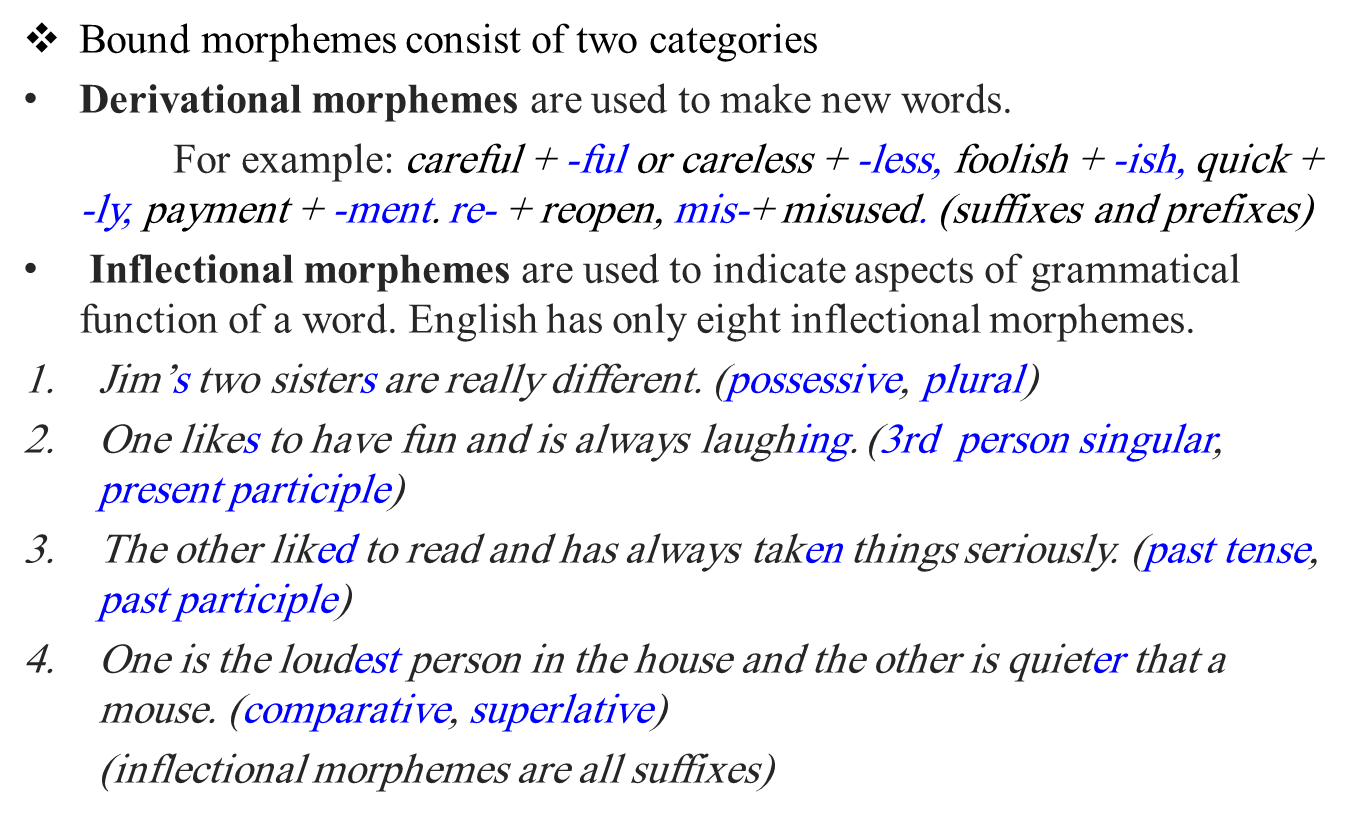 ❖ Bound morphemes consist of two categories
• Derivational morphemes are used to make new words.
For example: careful + -ful or careless + -less, foolish + -ish, quick +
-ly, payment + -ment. re- + reopen, mis-+ misused. (suffixes and prefixes)
• Inflectional morphemes are used to indicate aspects of grammatical
function of a word. English has only eight inflectional morphemes.
1. Jim’s two sisters are really different. (possessive, plural)
2. One likes to have fun and is always laughing. (3rd person singular,
present participle)
3. The other liked to read and has always taken things seriously. (past tense,
past participle)
4. One is the loudest person in the house and the other is quieter that a
mouse. (comparative, superlative)
(inflectional morphemes are all suffixes)